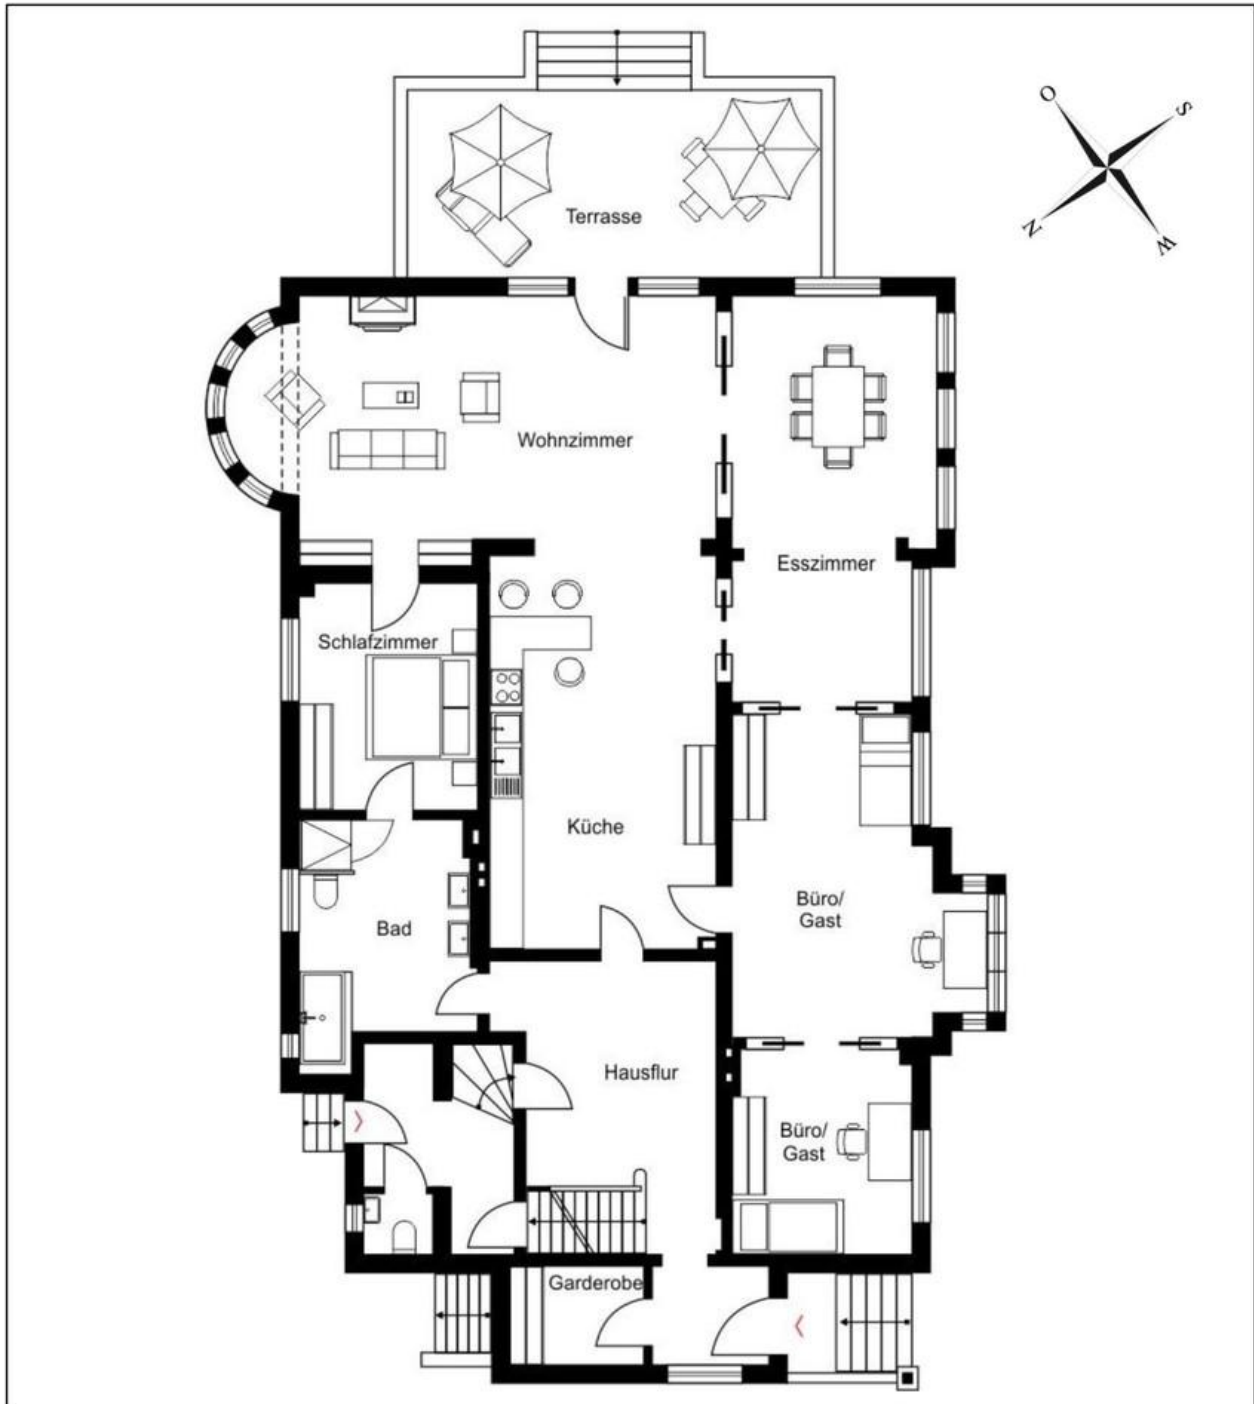 O
S
N
W
Terrasse
Wohnzimmer
Esszimmer
Schlafzimmer
Küche
Büro/
Gast
Bad
Hausflur
Büro/
Gast
Garderobe